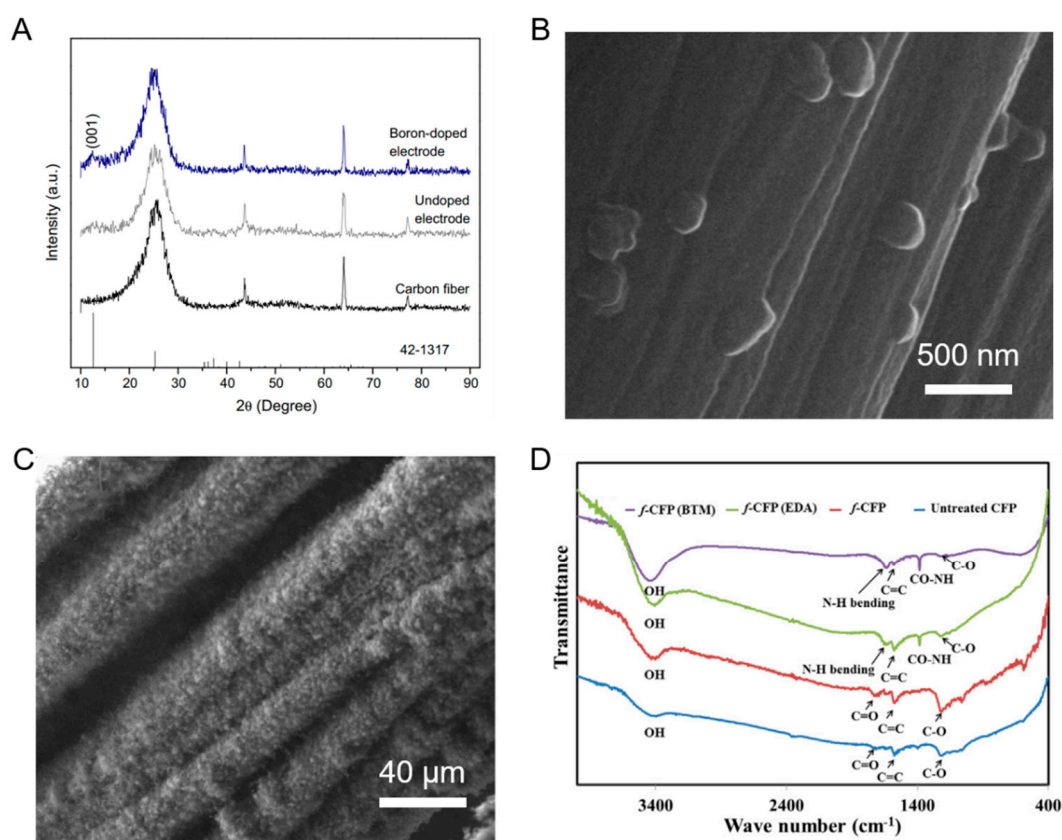 A
Intensity (a.u.)
(001)
Boron-doped
electrode
Undoped
electrode
Carbon fiber
42-1317
10 20 30 40 50 60 70 80 90
2θ (Degree)
B
500 nm
C
40 μm
D
Transmittance
f-CFP (BTM) f-CFP (EDA) f-CFP Untreated CFP
OH
N-H bending
C=C
CO-NH
C-O
OH
N-H bending
C=C
CO-NH
C-O
OH
C=O
C=C
C-O
OH
C=O
C=C
C-O
3400 2400 1400 400
Wave number (cm-1)